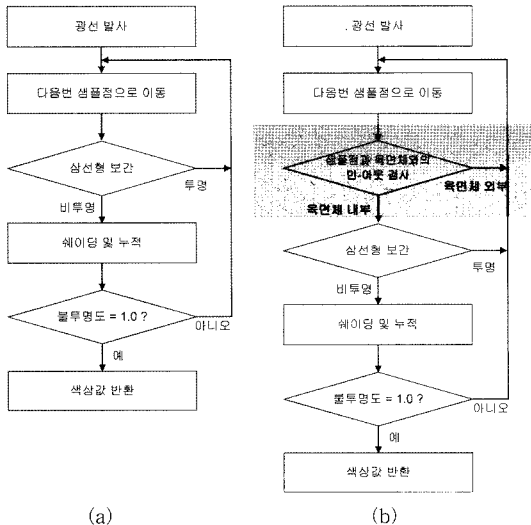 광선 발사
다음번 샘플점으로 이동
삼선형 보간
투명
비투명
쉐이딩 및 누적
불투명도 = 1.0 ?
아니오
예
색상값 반환
(a)
. 광선 발사
다음번 샘플점으로 이동
샘플점과 육면체와의
인-아웃 검사
육면체 외부
육면체 내부
삼선형 보간
투명
비투명
쉐이딩 및 누적
불투명도 = 1.0 ?
아니오
예
색상값 반환
(b)